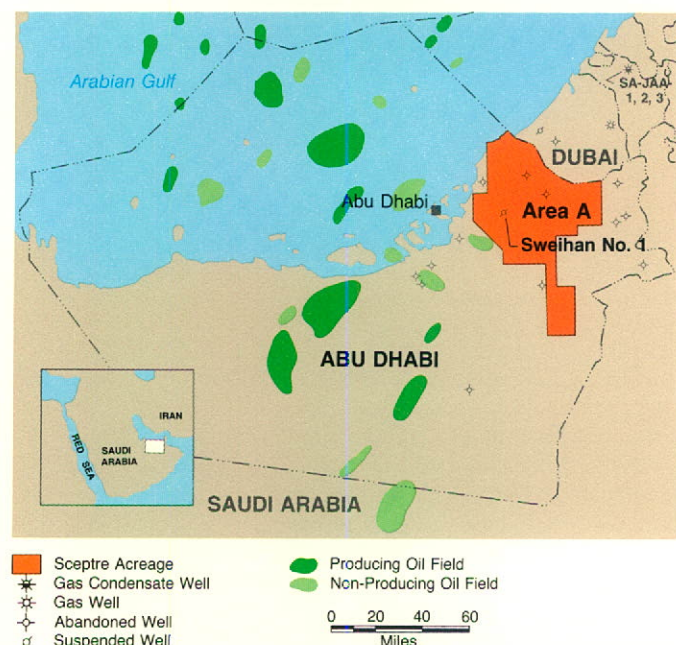 Arabian Gulf
SA-JAA
1, 2, 3
DUBAI
Abu Dhabi
Area A
Sweihan No. 1
ABU DHABI
IRAN
RED SEA
SAUDI
ARABIA
SAUDI ARABIA
Sceptre Acreage
Gas Condensate Well
Gas Well
Abandoned Well
Suspended Well
Producing Oil Field
Non-Producing Oil Field
0 20 40 60
Miles